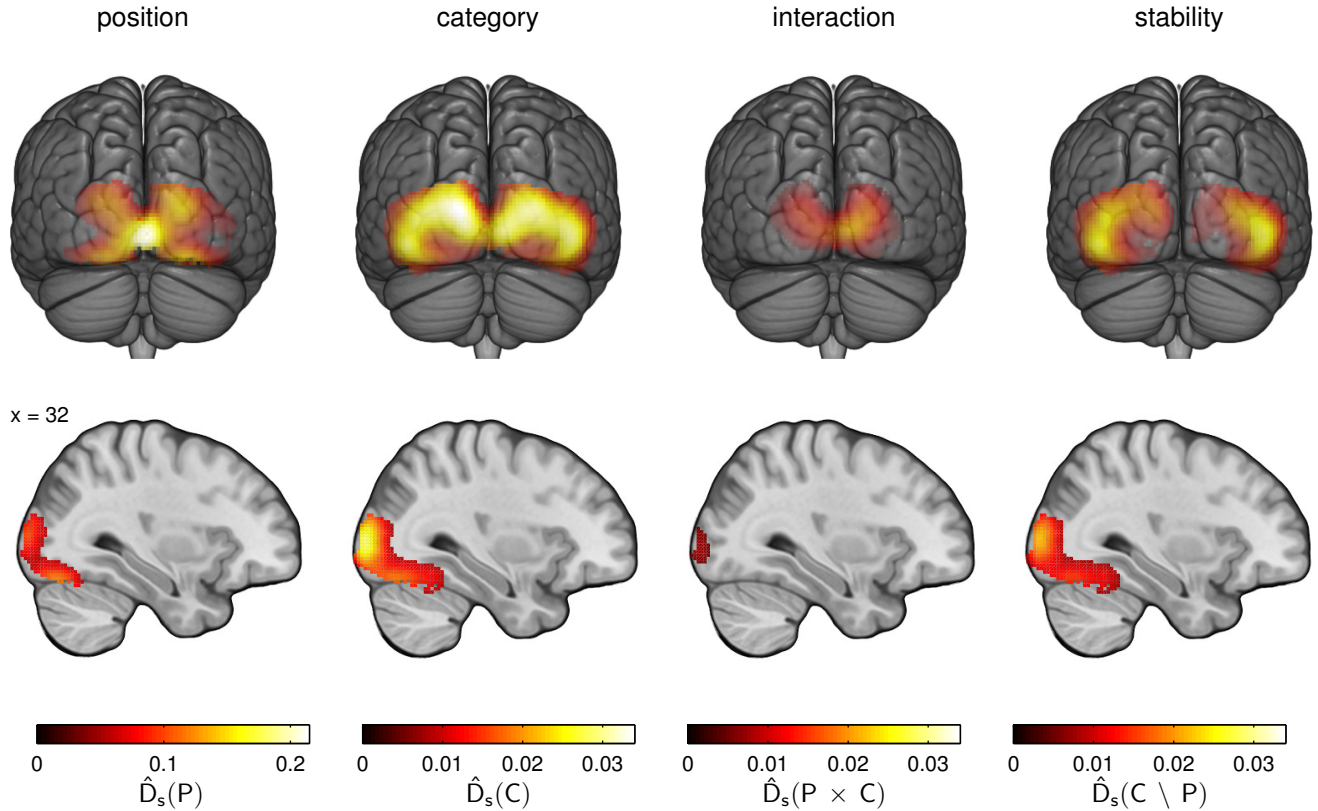 position category interaction stability
x = 32
0 0.1 0.2 0 0.01 0.02 0.03 0 0.01 0.02 0.03 0 0.01 0.02 0.03
D̂ₛ(P) D̂ₛ(C) D̂ₛ(P × C) D̂ₛ(C \ P)